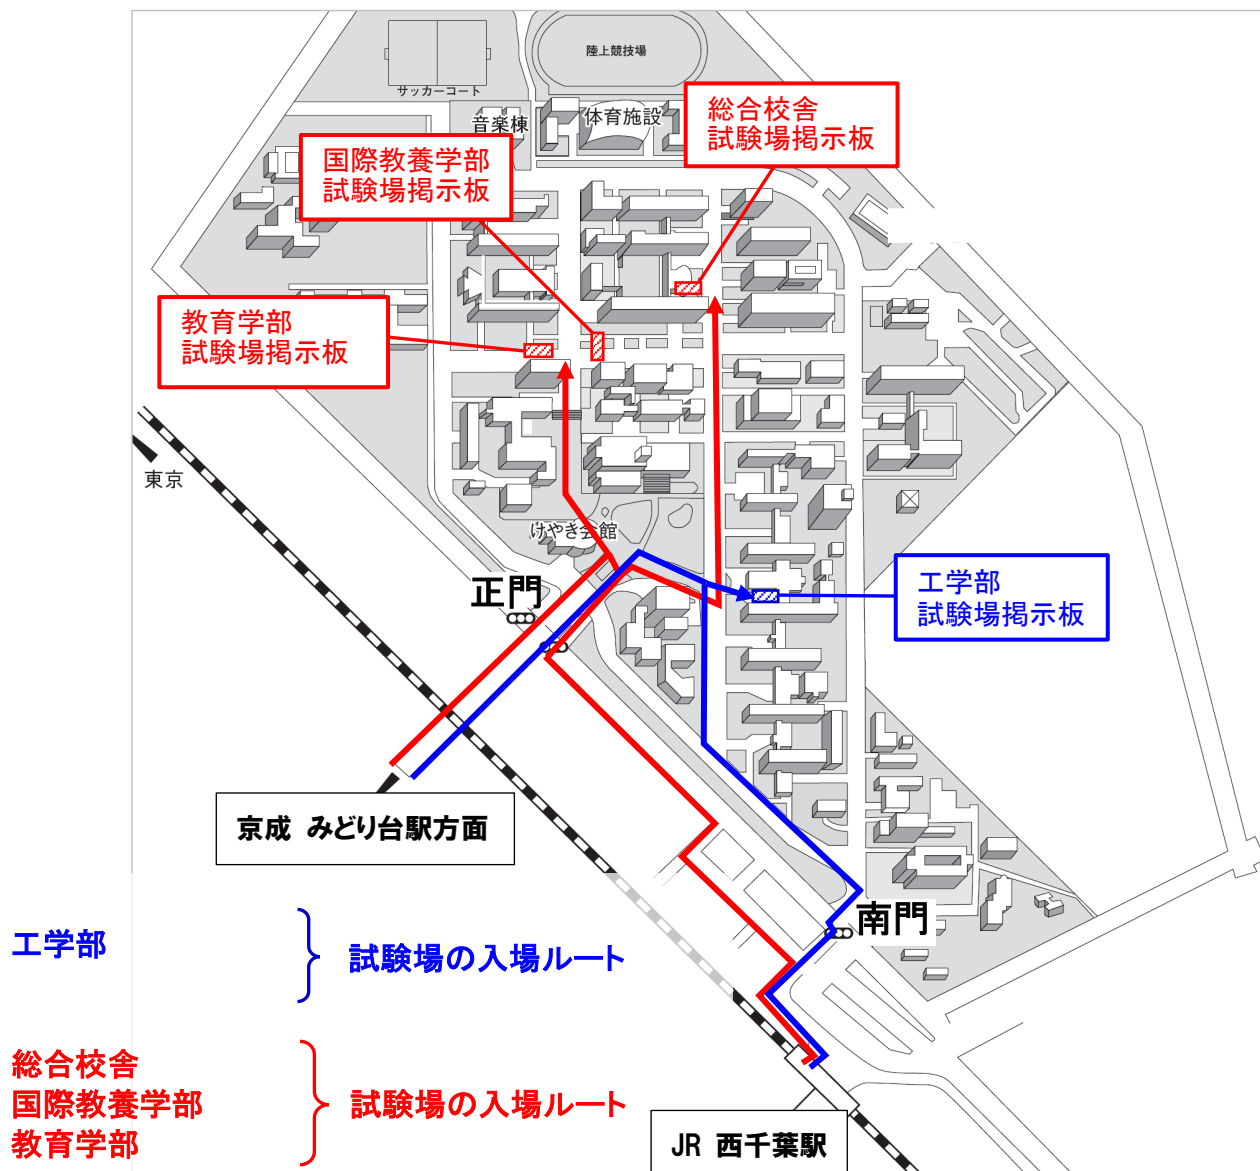 陸上競技場
サッカーコート
音楽棟
体育施設
総合校舎
試験場掲示板
国際教養学部
試験場掲示板
教育学部
試験場掲示板
東京
けやき会館
正門
工学部
試験場掲示板
京成 みどり台駅方面
南門
工学部
試験場の入場ルート
総合校舎
国際教養学部
教育学部
試験場の入場ルート
JR 西千葉駅